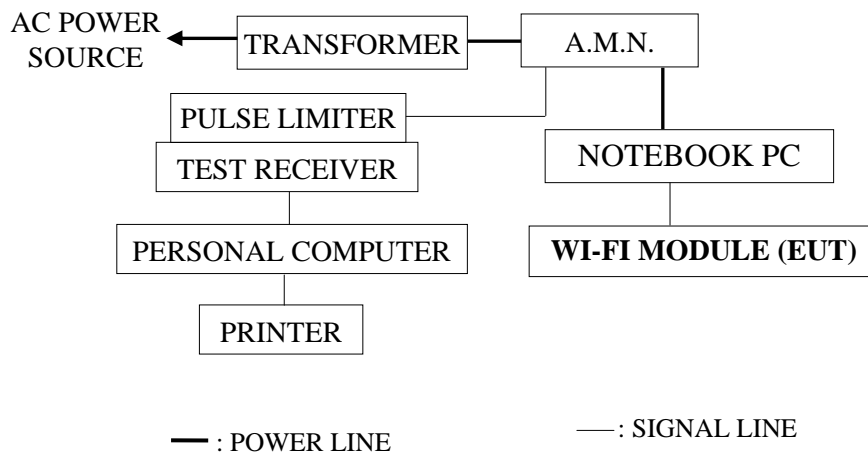 AC POWER
SOURCE
TRANSFORMER
A.M.N.
PULSE LIMITER
TEST RECEIVER
NOTEBOOK PC
PERSONAL COMPUTER
WI-FI MODULE (EUT)
PRINTER
: POWER LINE
: SIGNAL LINE